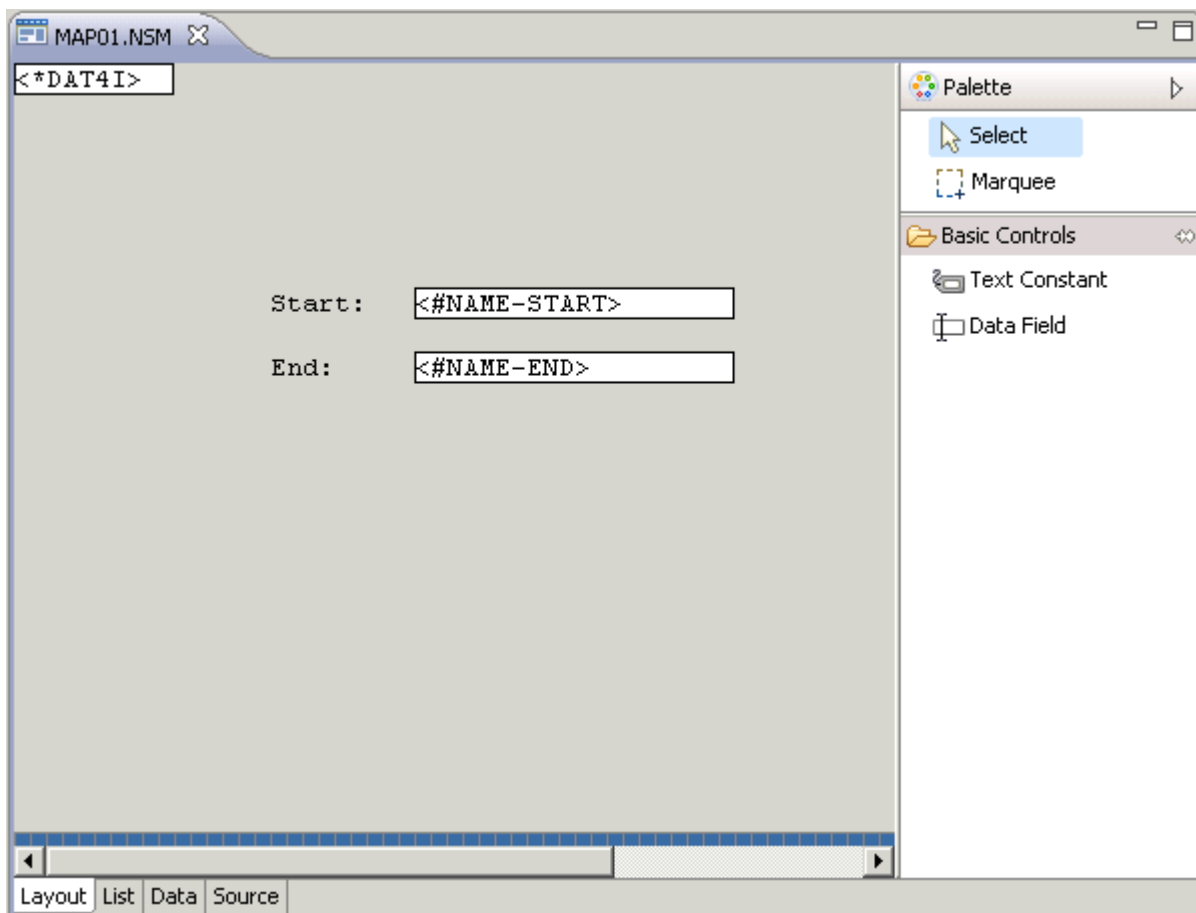 MAP01.NSM
<*DAT4I>
Palette
Select
Marquee
Basic Controls
Start: <#NAME-START>
Text Constant
Data Field
End: <#NAME-END>
Layout List Data Source